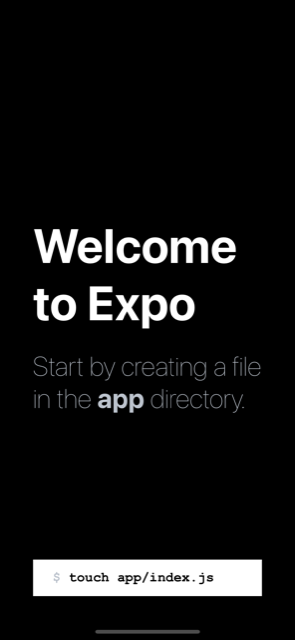 Welcome
to Expo
Start by creating a file
in the app directory.
$ touch app/index.js